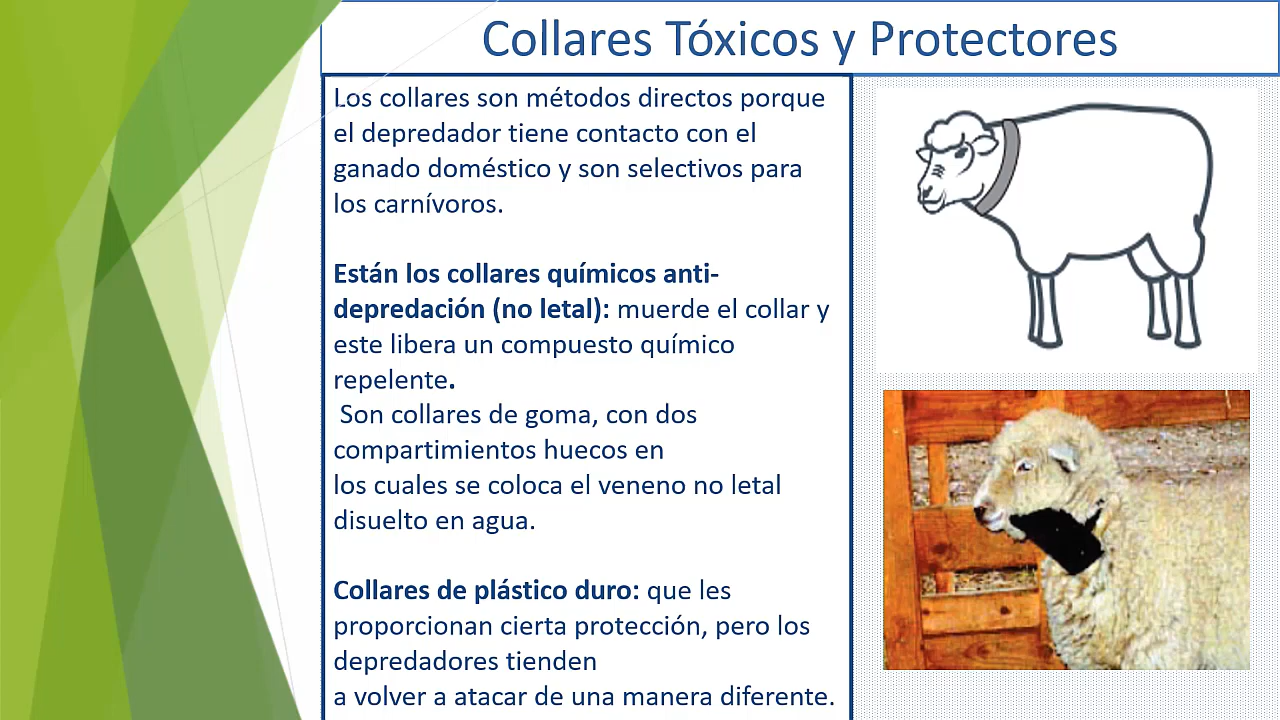 Collares Tóxicos y Protectores
Los collares son métodos directos porque
el depredador tiene contacto con el
ganado doméstico y son selectivos para
los carnívoros.
Están los collares químicos anti-
depredación (no letal): muerde el collar y
este libera un compuesto químico
repelente.
Son collares de goma, con dos
compartimientos huecos en
los cuales se coloca el veneno no letal
disuelto en agua.
Collares de plástico duro: que les
proporcionan cierta protección, pero los
depredadores tienden
a volver a atacar de una manera diferente.